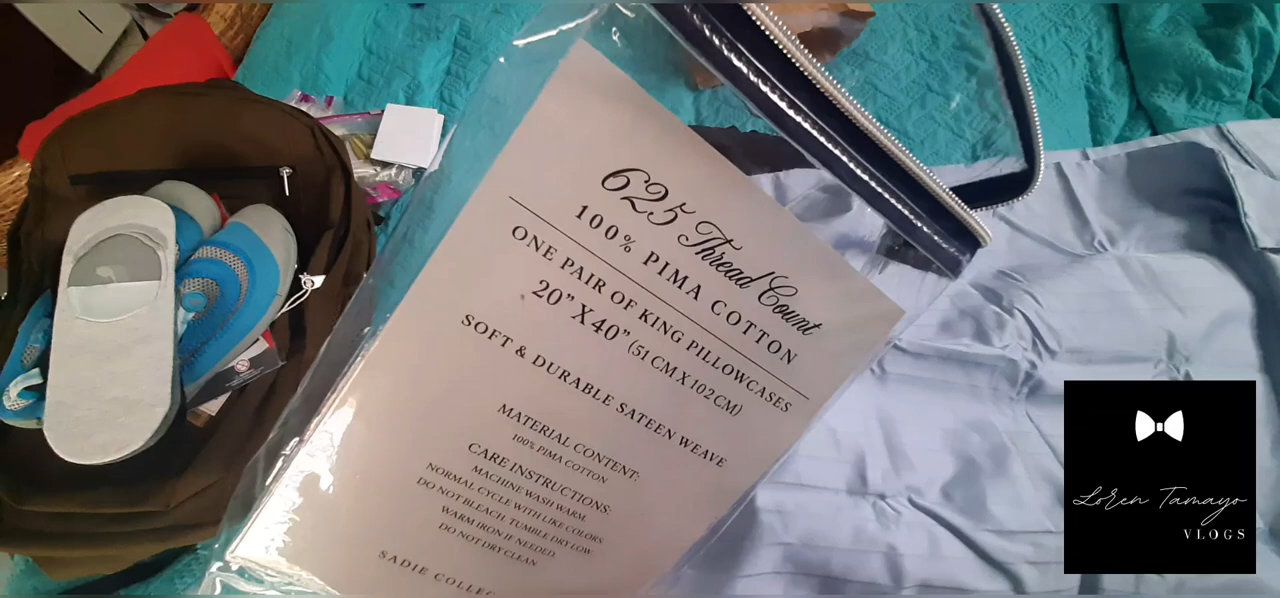 625 Thread Count
100% PIMA COTTON
ONE PAIR OF KING PILLOWCASES
20” X 40” (51 CM X 102 CM)
SOFT & DURABLE SATEEN WEAVE
MATERIAL CONTENT:
100% PIMA COTTON
CARE INSTRUCTIONS:
MACHINE WASH WARM
NORMAL CYCLE WITH LIKE COLORS
DO NOT BLEACH. TUMBLE DRY LOW
WARM IRON IF NEEDED.
DO NOT DRY CLEAN
SADIE
Loren Tamayo
VLOGS